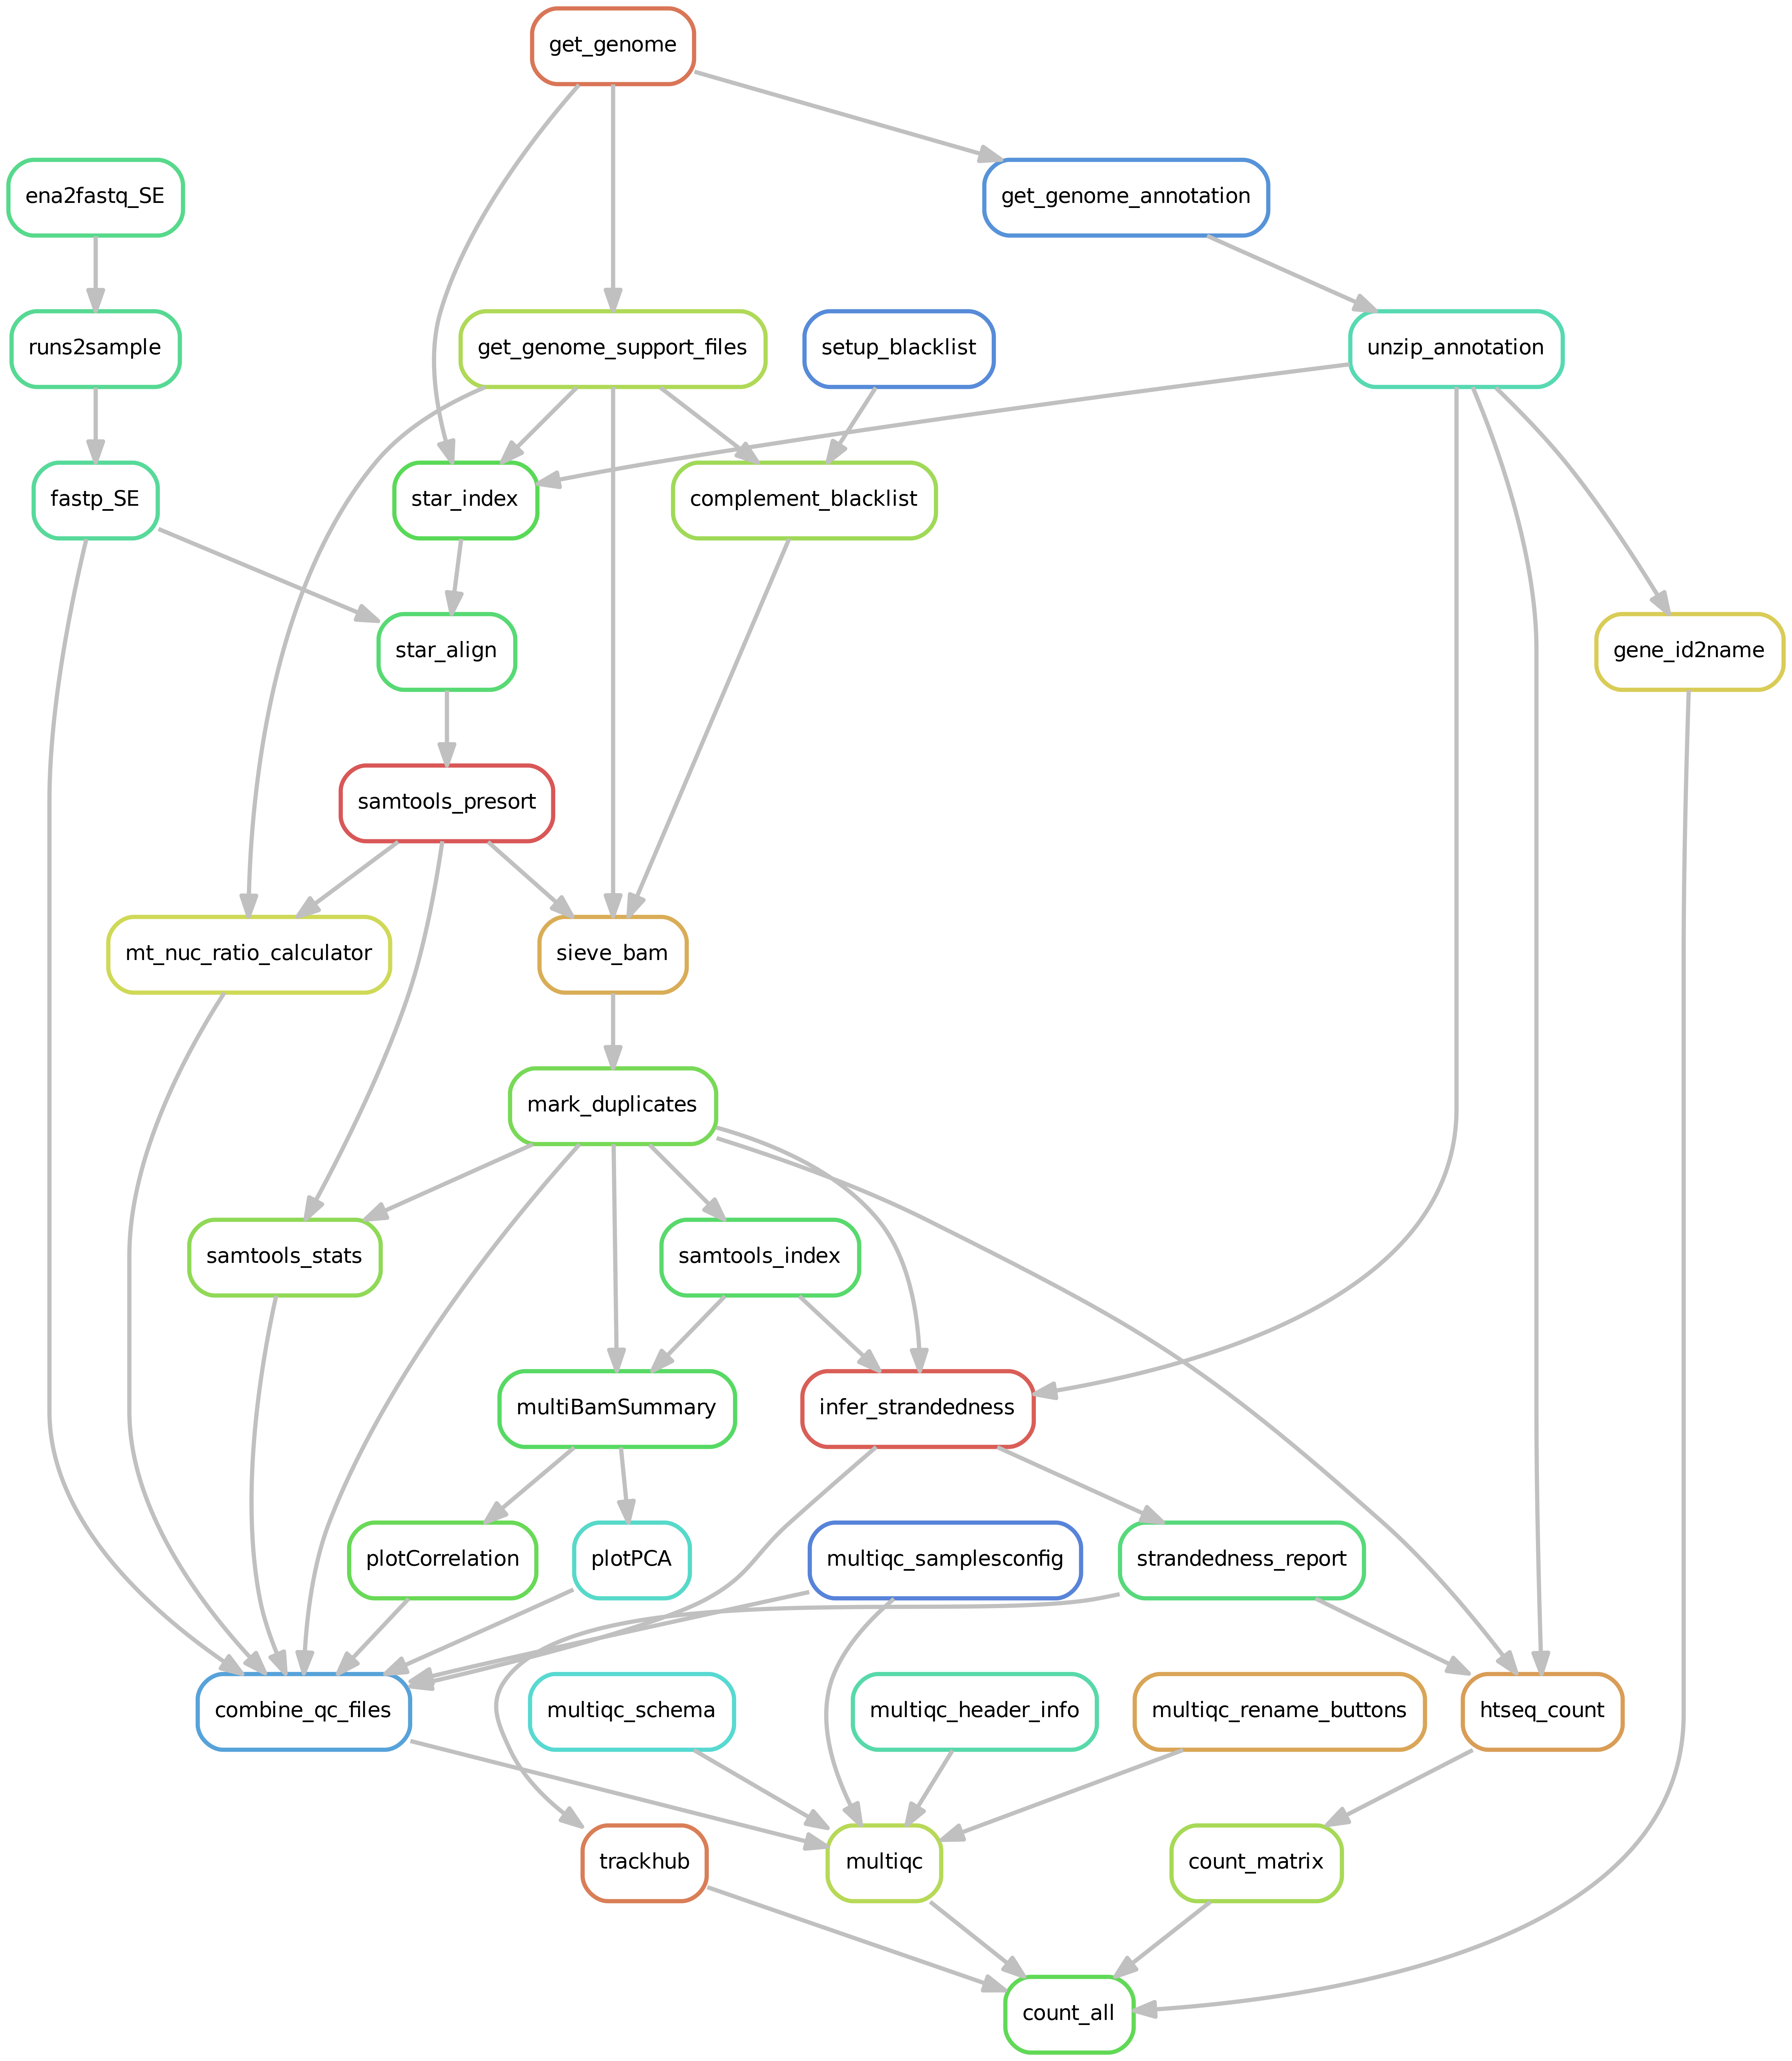 get_genome
ena2fastq_SE
get_genome_annotation
runs2sample
get_genome_support_files
setup_blacklist
unzip_annotation
fastp_SE
star_index
complement_blacklist
star_align
gene_id2name
samtools_presort
mt_nuc_ratio_calculator
sieve_bam
mark_duplicates
samtools_stats
samtools_index
multiBamSummary
infer_strandedness
plotCorrelation
plotPCA
multiqc_samplesconfig
strandedness_report
combine_qc_files
multiqc_schema
multiqc_header_info
multiqc_rename_buttons
htseq_count
trackhub
multiqc
count_matrix
count_all